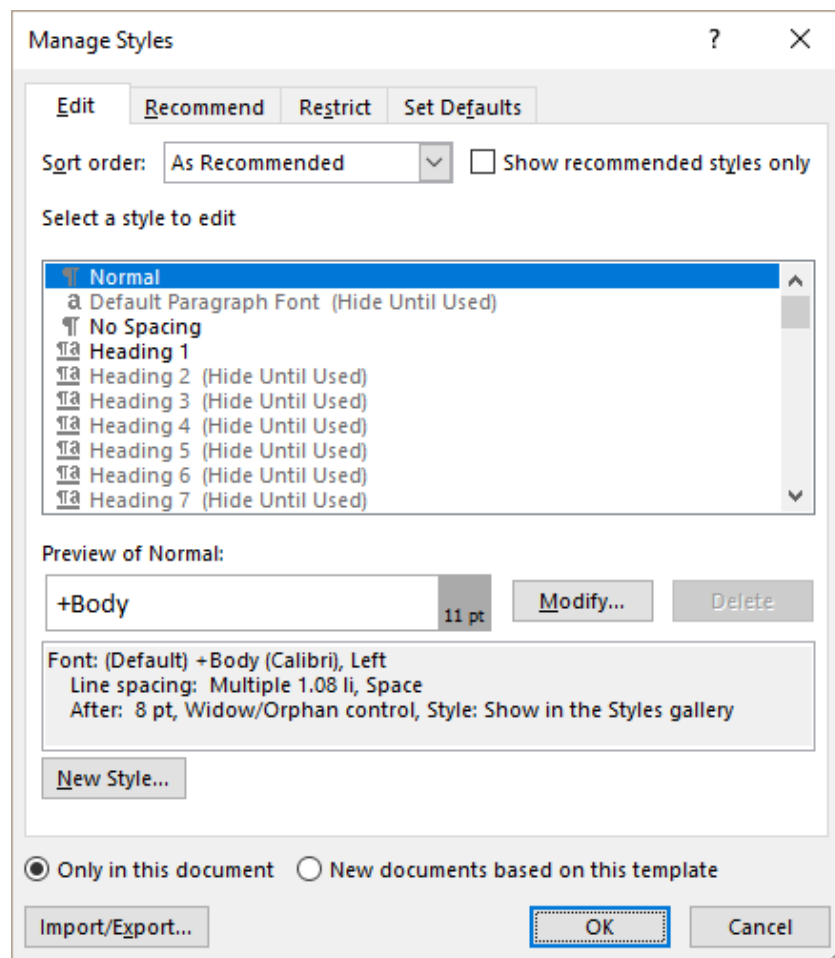 Manage Styles ?
Edit Recommend Restrict Set Defaults
Sort order: As Recommended Show recommended styles only
Select a style to edit
¶ Normal
a Default Paragraph Font (Hide Until Used)
¶ No Spacing
¶a Heading 1
¶a Heading 2 (Hide Until Used)
¶a Heading 3 (Hide Until Used)
¶a Heading 4 (Hide Until Used)
¶a Heading 5 (Hide Until Used)
¶a Heading 6 (Hide Until Used)
¶a Heading 7 (Hide Until Used)
Preview of Normal:
+Body 11 pt Modify... Delete
Font: (Default) +Body (Calibri), Left
Line spacing: Multiple 1.08 li, Space
After: 8 pt, Widow/Orphan control, Style: Show in the Styles gallery
New Style...
Only in this document New documents based on this template
Import/Export... OK Cancel